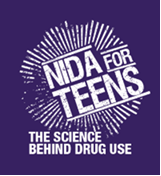 NIDA FOR
TEENS
THE SCIENCE
BEHIND DRUG USE